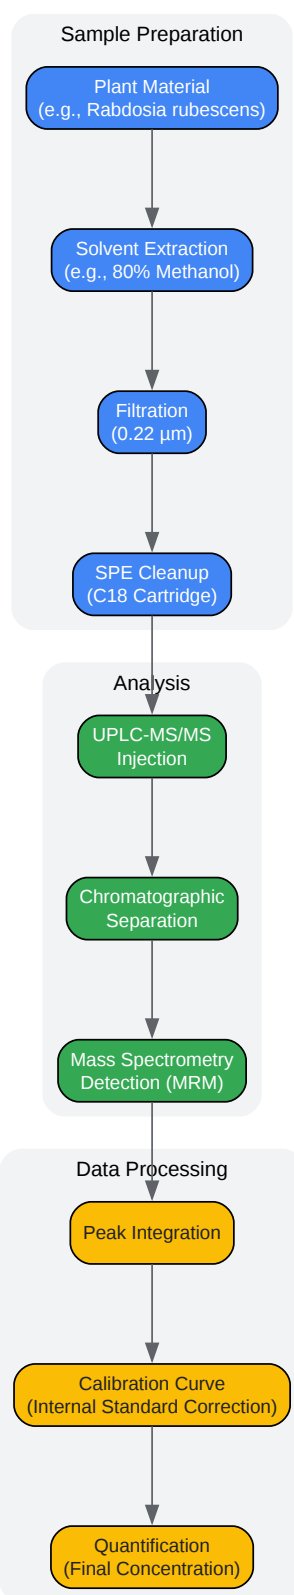 Sample Preparation
Plant Material
(e.g., Rabdosia rubescens)
Solvent Extraction
(e.g., 80% Methanol)
Filtration
(0.22 µm)
SPE Cleanup
(C18 Cartridge)
Analysis
UPLC-MS/MS
Injection
Chromatographic
Separation
Mass Spectrometry
Detection (MRM)
Data Processing
Peak Integration
Calibration Curve
(Internal Standard Correction)
Quantification
(Final Concentration)